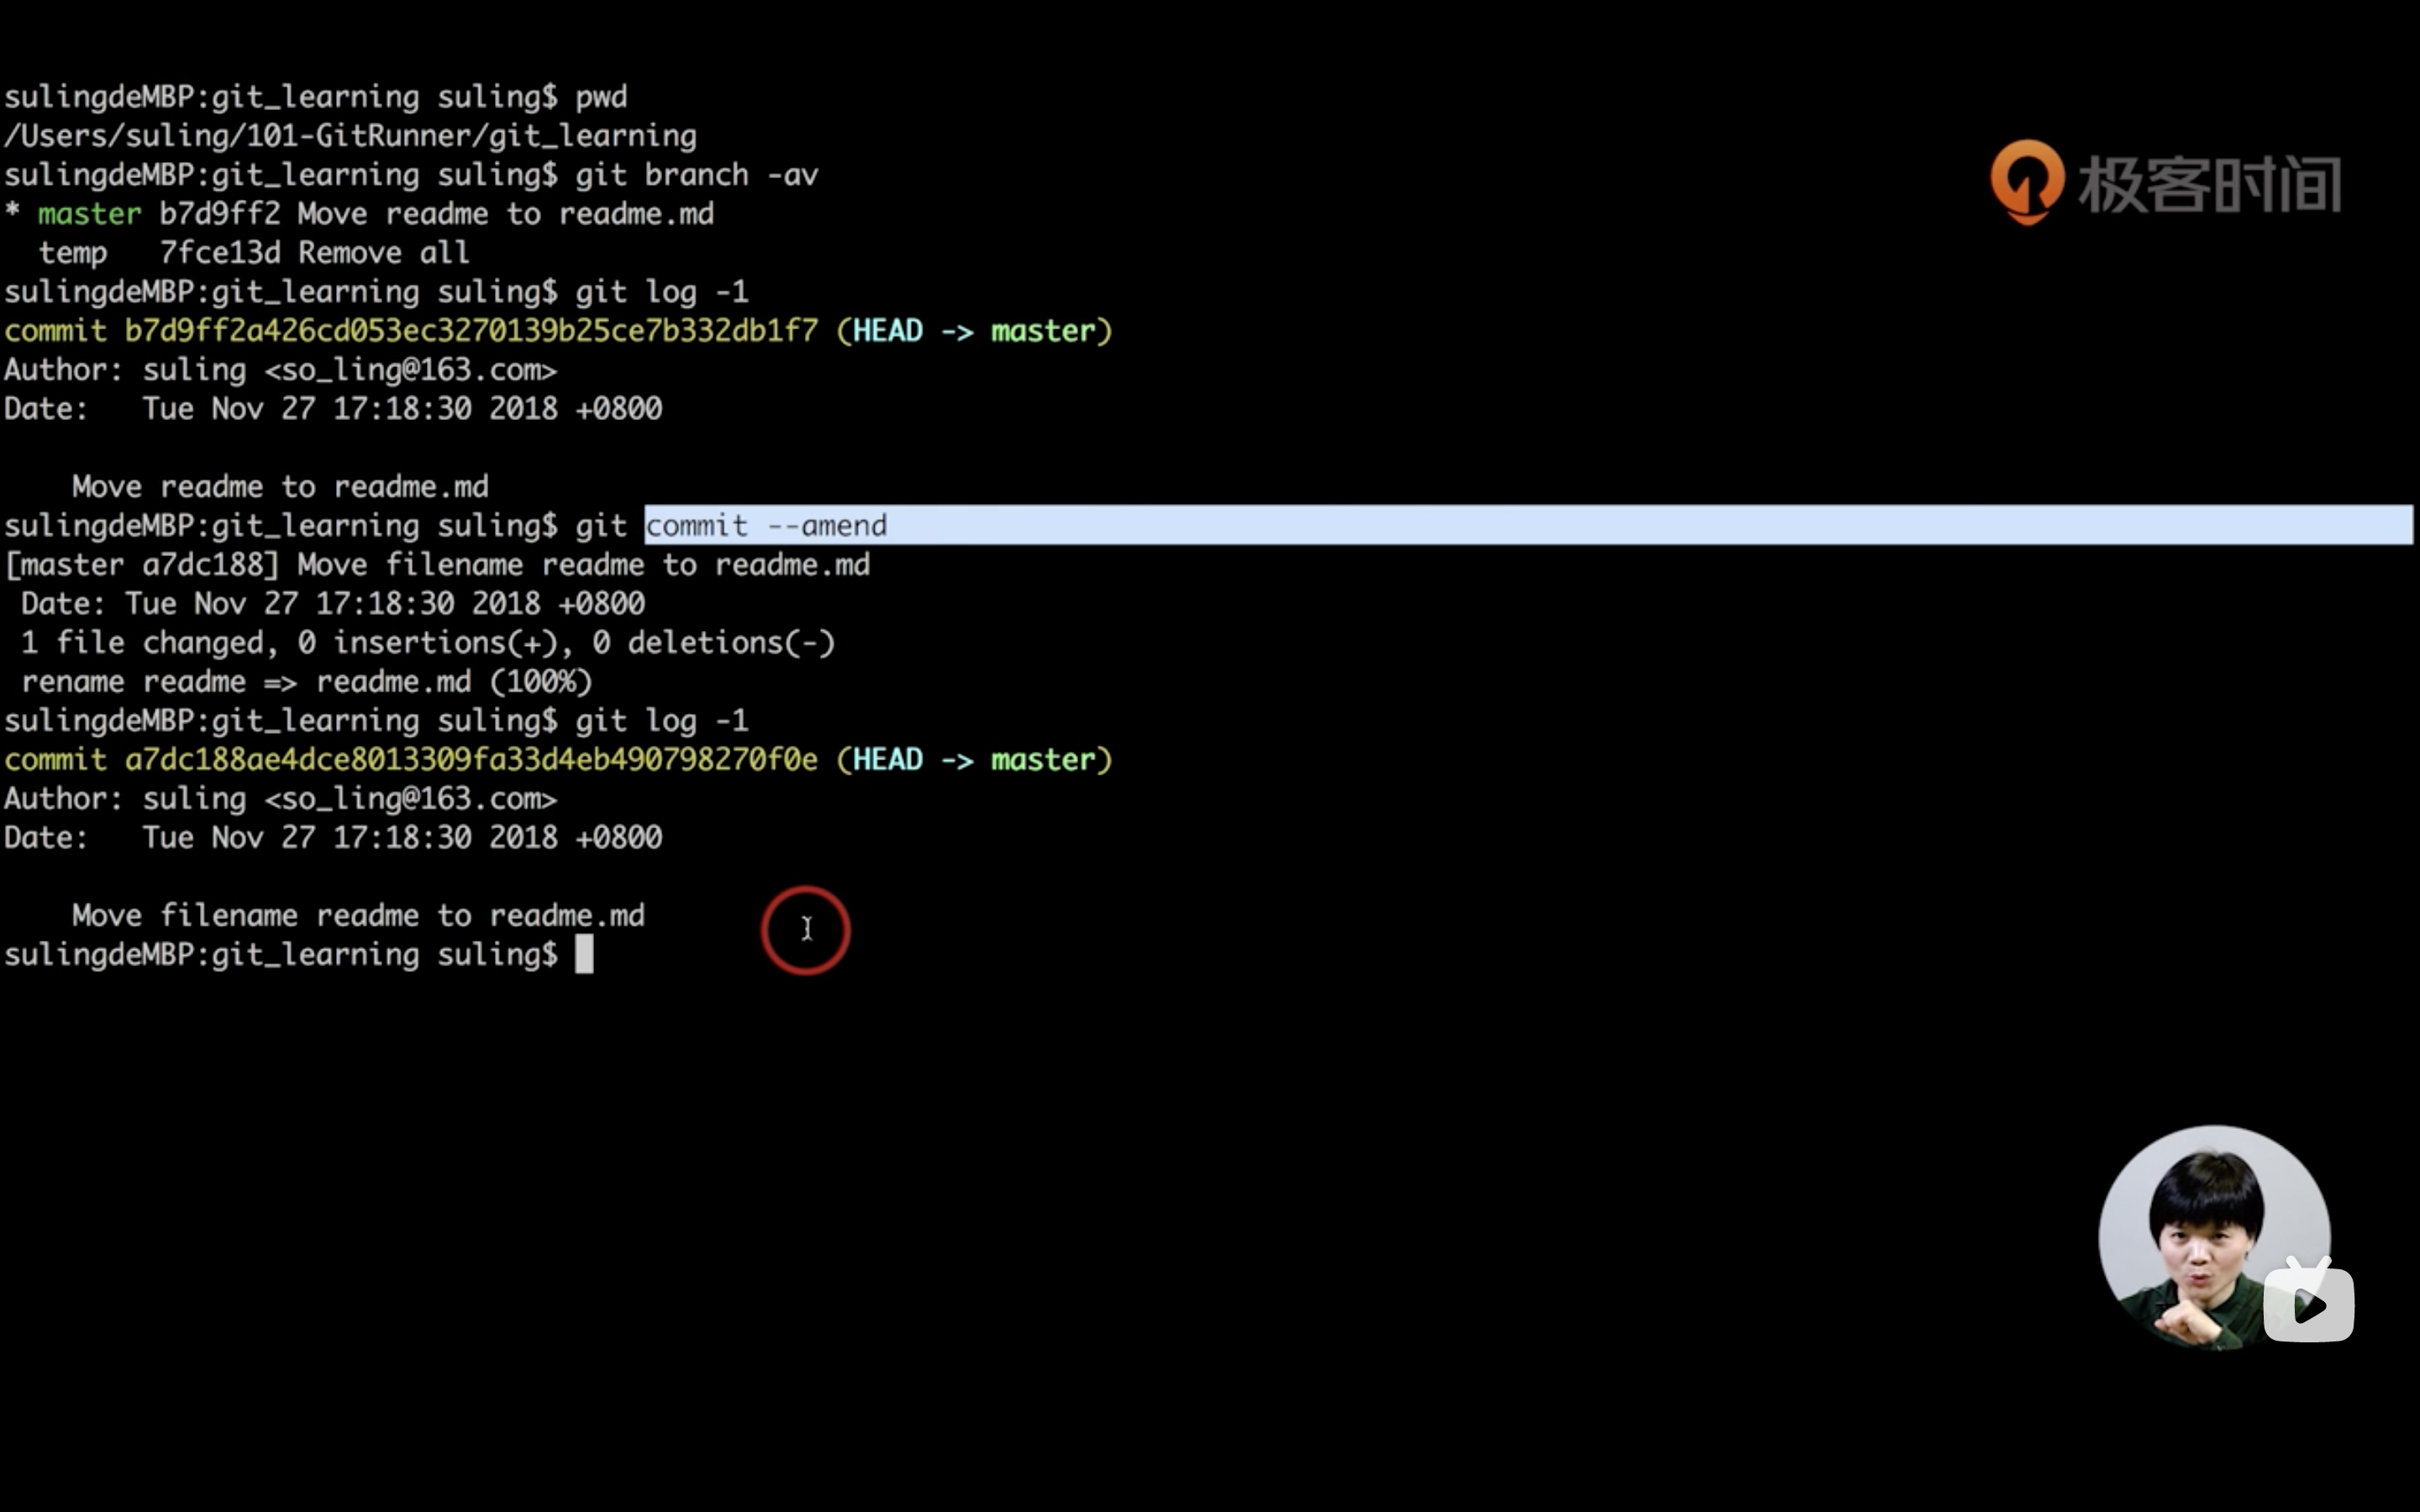 sulingdeMBP:git_learning suling$ pwd
/Users/suling/101-GitRunner/git_learning
sulingdeMBP:git_learning suling$ git branch -av
* master b7d9ff2 Move readme to readme.md
  temp   7fce13d Remove all
sulingdeMBP:git_learning suling$ git log -1
commit b7d9ff2a426cd053ec3270139b25ce7b332db1f7 (HEAD -> master)
Author: suling <so_ling@163.com>
Date:   Tue Nov 27 17:18:30 2018 +0800
    Move readme to readme.md
sulingdeMBP:git_learning suling$ git commit --amend
[master a7dc188] Move filename readme to readme.md
 Date: Tue Nov 27 17:18:30 2018 +0800
 1 file changed, 0 insertions(+), 0 deletions(-)
 rename readme => readme.md (100%)
sulingdeMBP:git_learning suling$ git log -1
commit a7dc188ae4dce8013309fa33d4eb490798270f0e (HEAD -> master)
Author: suling <so_ling@163.com>
Date:   Tue Nov 27 17:18:30 2018 +0800
    Move filename readme to readme.md
sulingdeMBP:git_learning suling$
极客时间